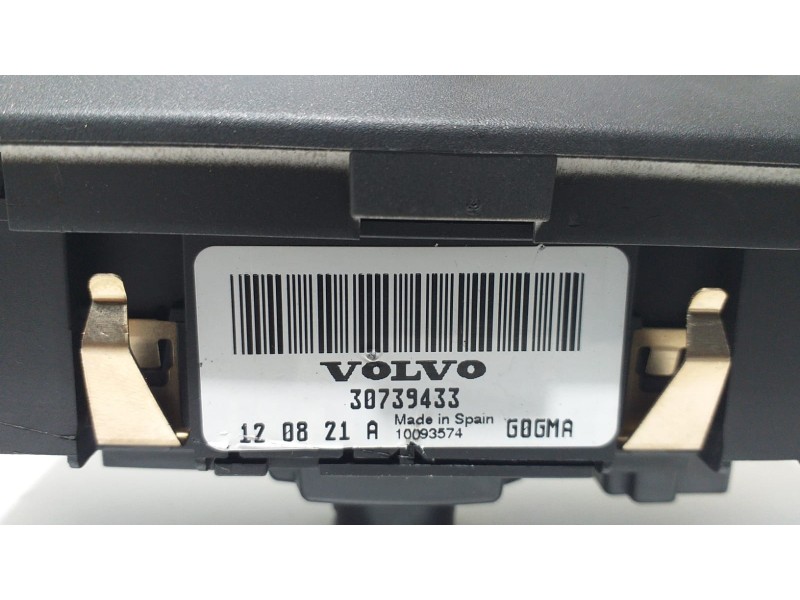 VOLVO
30739433
12 08 21 A Made in Spain G0GMA
10093574